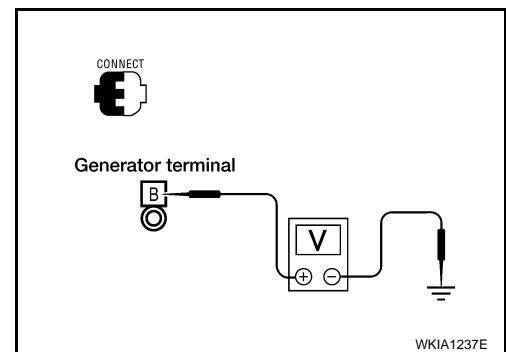 CONNECT
Generator terminal
B
V
+ −
WKIA1237E